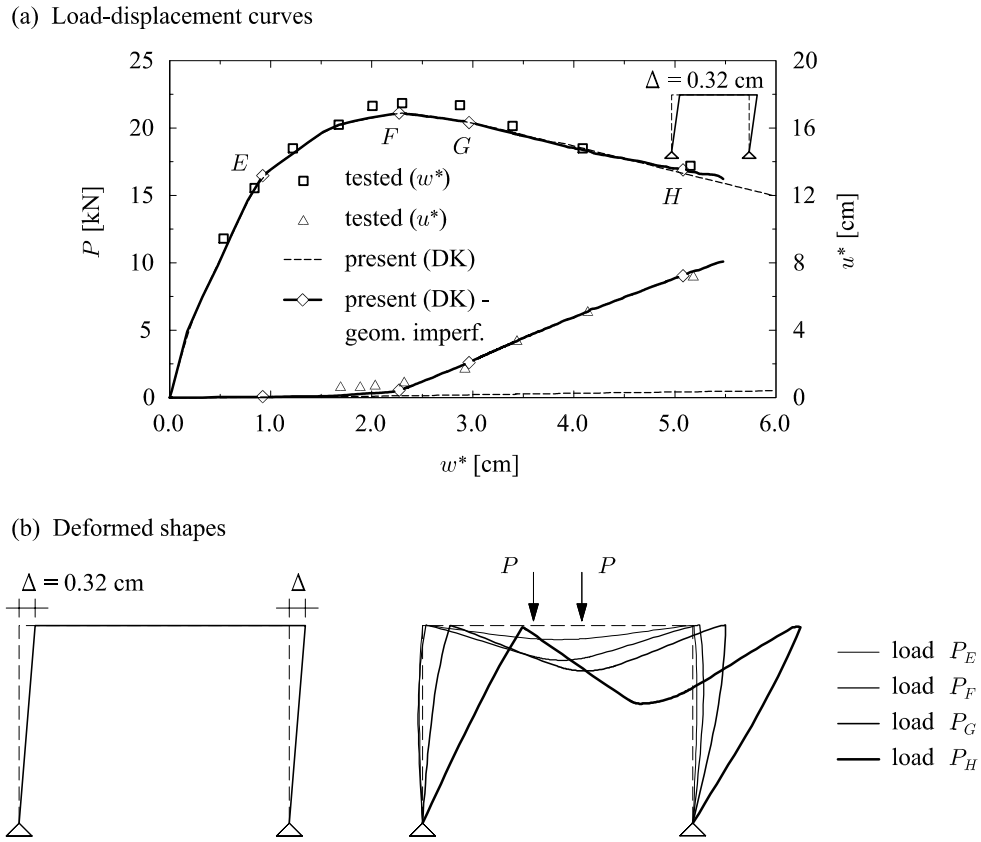 (a) Load-displacement curves
25
20
15
10
5
0
P [kN]
20
16
12
8
4
0
u* [cm]
Δ = 0.32 cm
E
F
G
H
tested (w*)
tested (u*)
present (DK)
present (DK) -
geom. imperf.
0.0 1.0 2.0 3.0 4.0 5.0 6.0
w* [cm]
(b) Deformed shapes
Δ = 0.32 cm
Δ
P P
load P_E
load P_F
load P_G
load P_H